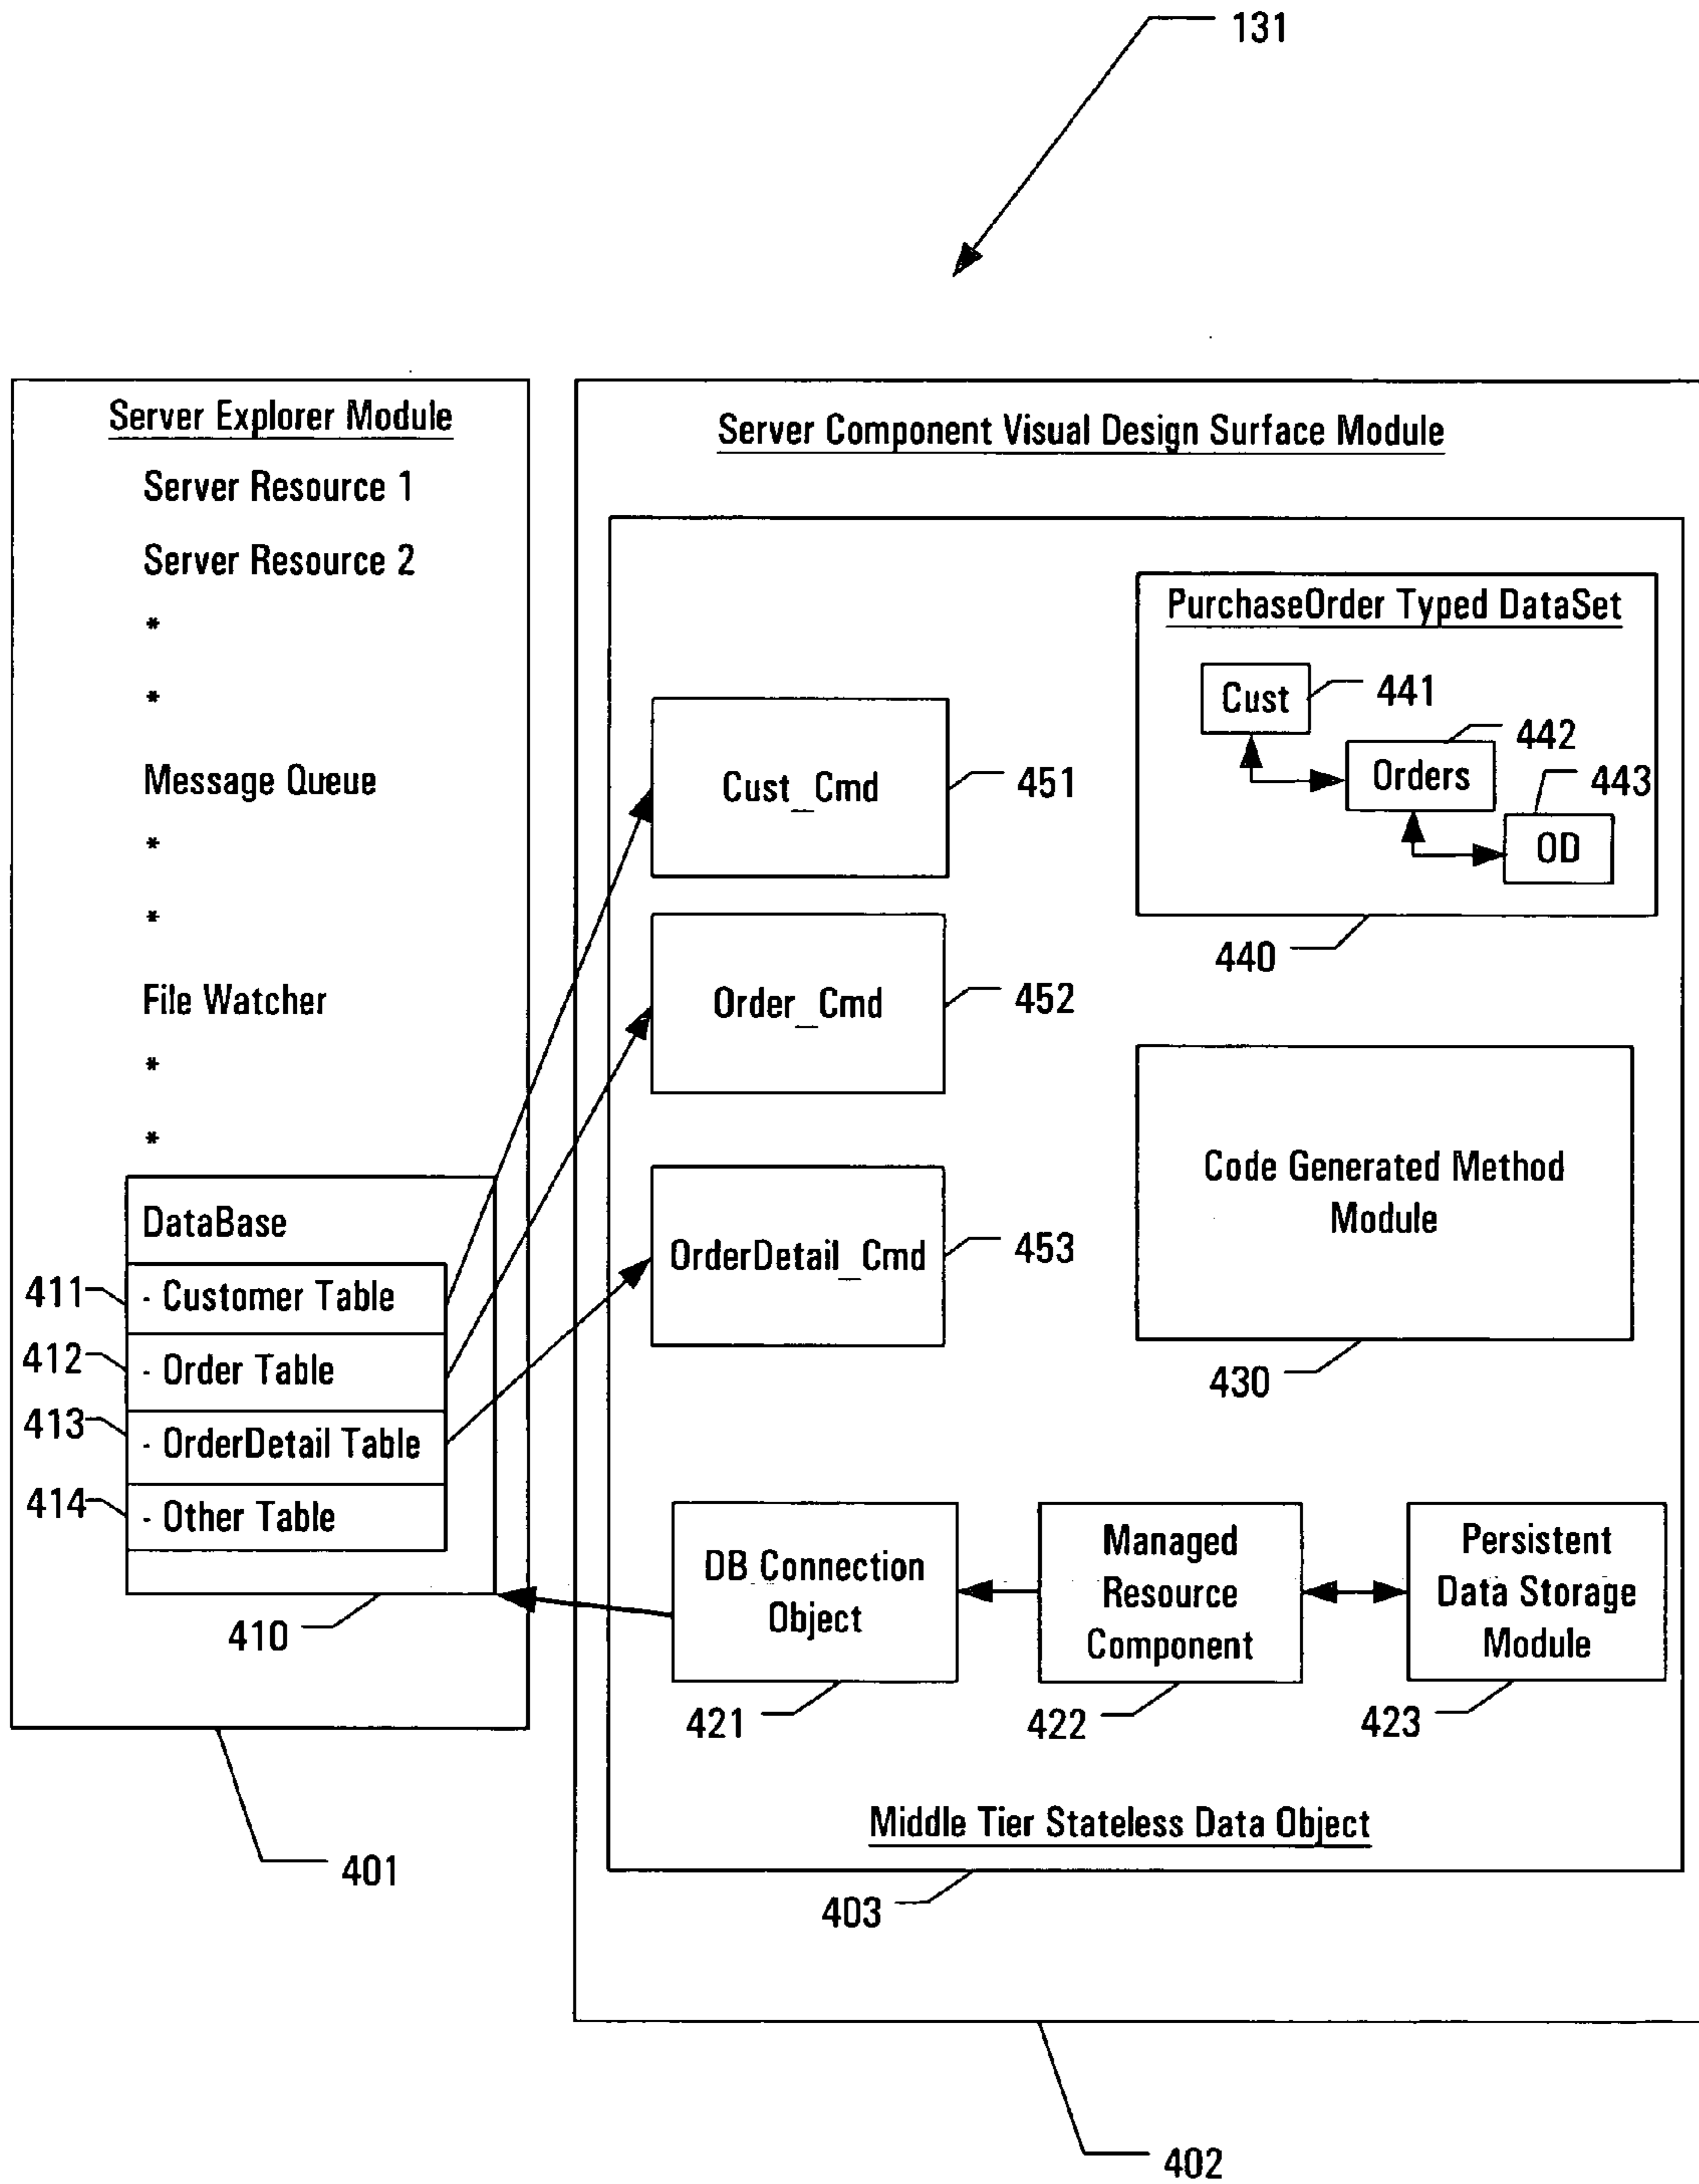 131
Server Explorer Module
Server Resource 1
Server Resource 2
*
*
Message Queue
*
*
File Watcher
*
*
DataBase
411
- Customer Table
412
- Order Table
413
- OrderDetail Table
414
- Other Table
410
401
Server Component Visual Design Surface Module
PurchaseOrder Typed DataSet
Cust
441
442
Orders
443
OD
440
Cust_Cmd
451
Order_Cmd
452
OrderDetail_Cmd
453
Code Generated Method
Module
430
DB Connection
Object
421
Managed
Resource
Component
422
Persistent
Data Storage
Module
423
Middle Tier Stateless Data Object
403
402